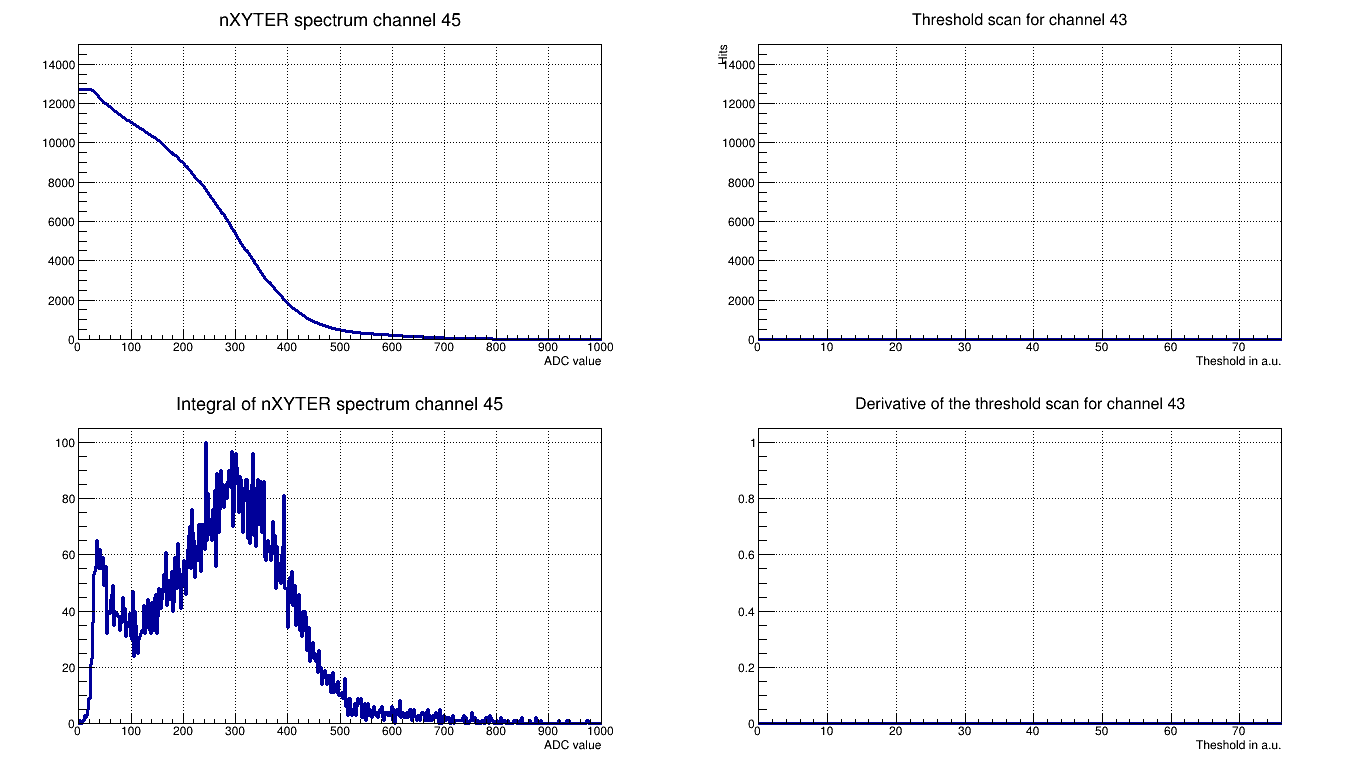 nXYTER spectrum channel 45
14000
12000
10000
8000
6000
4000
2000
0
0 100 200 300 400 500 600 700 800 900 1000
ADC value
Threshold scan for channel 43
Hits
14000
12000
10000
8000
6000
4000
2000
0
0 10 20 30 40 50 60 70
Theshold in a.u.
Integral of nXYTER spectrum channel 45
100
80
60
40
20
0
0 100 200 300 400 500 600 700 800 900 1000
ADC value
Derivative of the threshold scan for channel 43
1
0.8
0.6
0.4
0.2
0
0 10 20 30 40 50 60 70
Theshold in a.u.